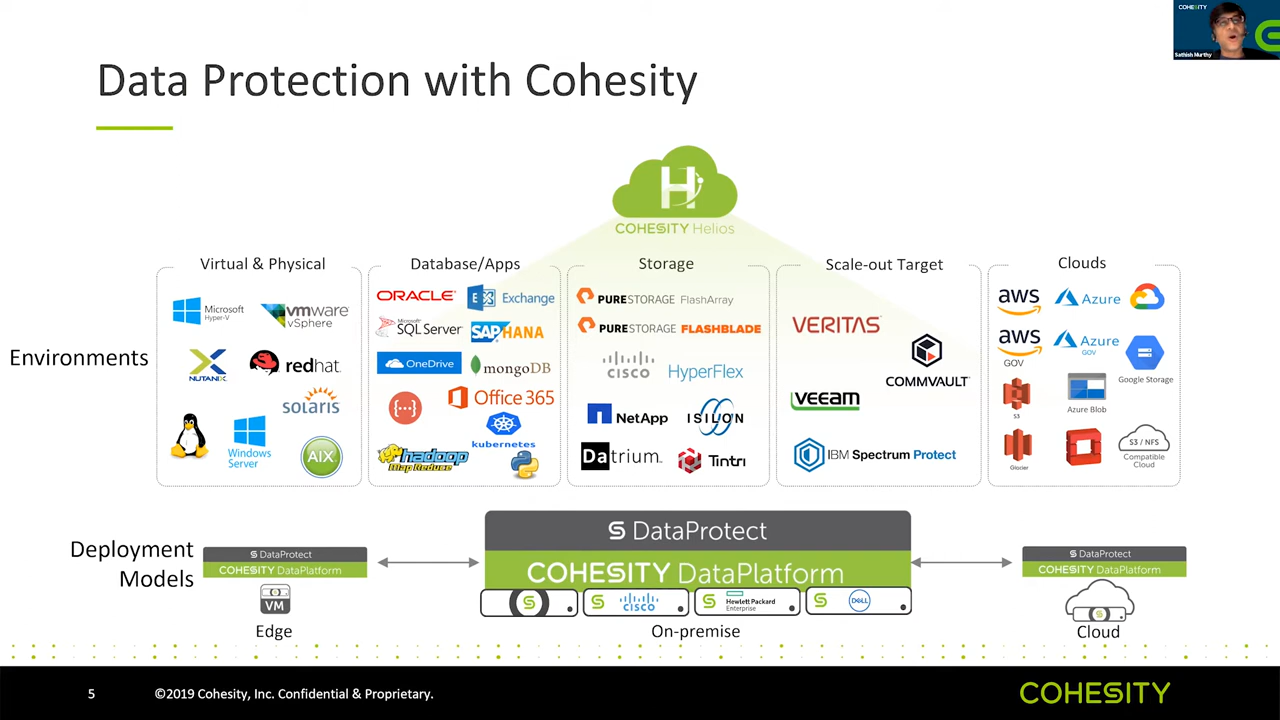 COHESITY
Sathish Murthy
Data Protection with Cohesity
H
COHESITY Helios
Environments
Virtual & Physical
Microsoft
Hyper-V
vmware
vSphere
NUTANIX
redhat.
solaris
Windows
Server
AIX
Database/Apps
ORACLE
Exchange
Microsoft
SQL Server
SAP HANA
OneDrive
mongoDB
{...}
Office 365
kubernetes
hadoop
Map Reduce
Storage
PURESTORAGE FlashArray
PURESTORAGE FLASHBLADE
CISCO
HyperFlex
NetApp
ISILON
Datrium
Tintri
Scale-out Target
VERITAS
COMMVAULT
VEEAM
IBM Spectrum Protect
Clouds
aws
Azure
aws
GOV
Azure
GOV
Google Storage
S3
Azure Blob
Glacier
S3 / NFS
Compatible
Cloud
Deployment
Models
DataProtect
COHESITY DataPlatform
VM
Edge
S DataProtect
COHESITY DataPlatform
CISCO
Hewlett Packard
Enterprise
DELL
On-premise
DataProtect
COHESITY DataPlatform
Cloud
5
©2019 Cohesity, Inc. Confidential & Proprietary.
COHESITY